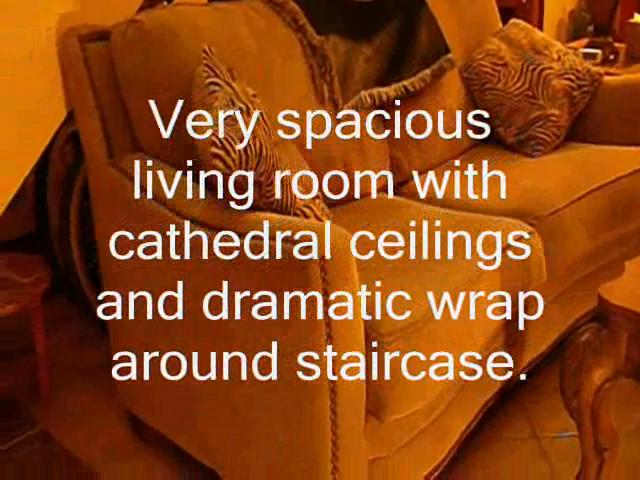 Very spacious
living room with
cathedral ceilings
and dramatic wrap
around staircase.